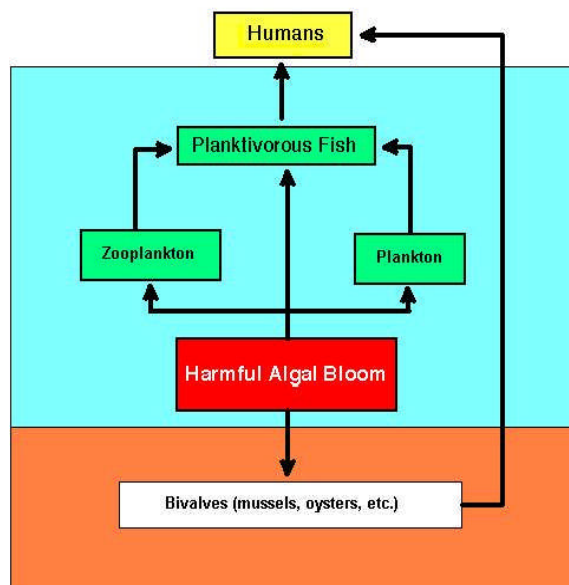 Humans
Planktivorous Fish
Zooplankton
Plankton
Harmful Algal Bloom
Bivalves (mussels, oysters, etc.)